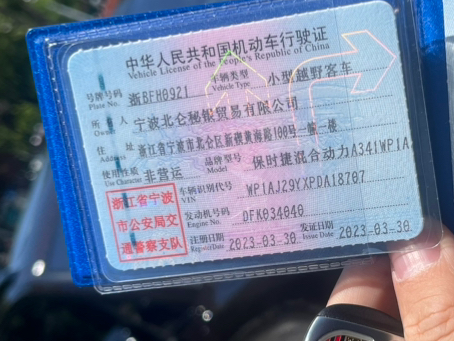 中华人民共和国机动车行驶证
Vehicle License of the People's Republic of China
号牌号码 Plate No. 浙BFH0921 车辆类型 Vehicle Type 小型越野客车
所有人 Owner 宁波北仑秘银贸易有限公司
住址 Address 浙江省宁波市北仑区新碶黄海路100号一幢一楼
使用性质 Use Character 非营运 品牌型号 Model 保时捷混合动力A341WP1A
浙江省宁波市公安局交通警察支队
车辆识别代号 VIN WP1AJ29YXPDA18707
发动机号码 Engine No. DFK034040
注册日期 Register Date 2023-03-30 发证日期 Issue Date 2023-03-30